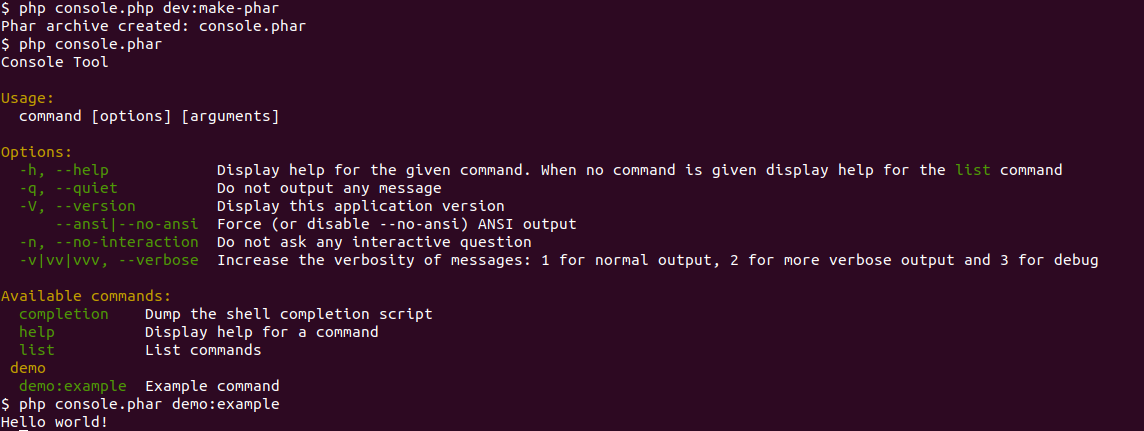 $ php console.php dev:make-phar
Phar archive created: console.phar
$ php console.phar
Console Tool

Usage:
  command [options] [arguments]

Options:
  -h, --help            Display help for the given command. When no command is given display help for the list command
  -q, --quiet           Do not output any message
  -V, --version         Display this application version
      --ansi|--no-ansi  Force (or disable --no-ansi) ANSI output
  -n, --no-interaction  Do not ask any interactive question
  -v|vv|vvv, --verbose  Increase the verbosity of messages: 1 for normal output, 2 for more verbose output and 3 for debug

Available commands:
  completion    Dump the shell completion script
  help          Display help for a command
  list          List commands
 demo
  demo:example  Example command
$ php console.phar demo:example
Hello world!